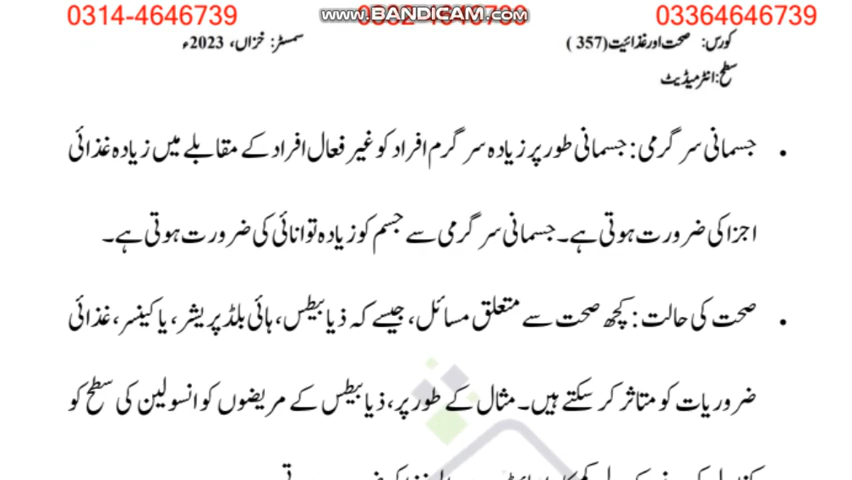 0314-4646739
www.BANDICAM.com
03364646739
کورس: صحت اور غذائیت (357)
سمسٹر: خزاں، 2023ء
سطح: انٹرمیڈیٹ
• جسمانی سرگرمی: جسمانی طور پر زیادہ سرگرم افراد کو غیر فعال افراد کے مقابلے میں زیادہ غذائی
اجزا کی ضرورت ہوتی ہے۔ جسمانی سرگرمی سے جسم کو زیادہ توانائی کی ضرورت ہوتی ہے۔
• صحت کی حالت: کچھ صحت سے متعلق مسائل، جیسے کہ ذیابیطس، ہائی بلڈ پریشر، یا کینسر، غذائی
ضروریات کو متاثر کر سکتے ہیں۔ مثال کے طور پر، ذیابیطس کے مریضوں کو انسولین کی سطح کو